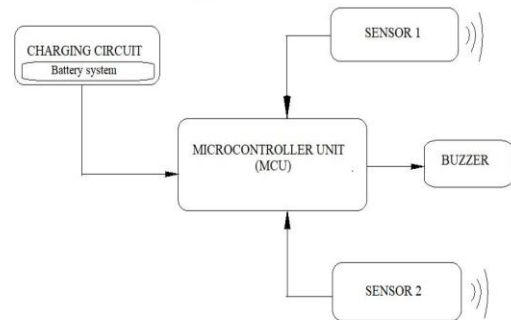 SENSOR 1
CHARGING CIRCUIT
Battery system
MICROCONTROLLER UNIT
(MCU)
BUZZER
SENSOR 2